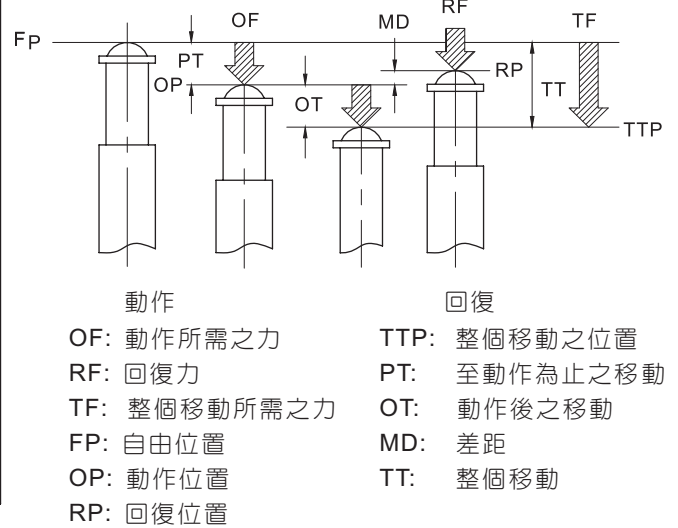 OF MD RF TF
FP PT
OP RP
OT TT
TTP
動作 回復
OF: 動作所需之力 TTP: 整個移動之位置
RF: 回復力 PT: 至動作為止之移動
TF: 整個移動所需之力 OT: 動作後之移動
FP: 自由位置 MD: 差距
OP: 動作位置 TT: 整個移動
RP: 回復位置